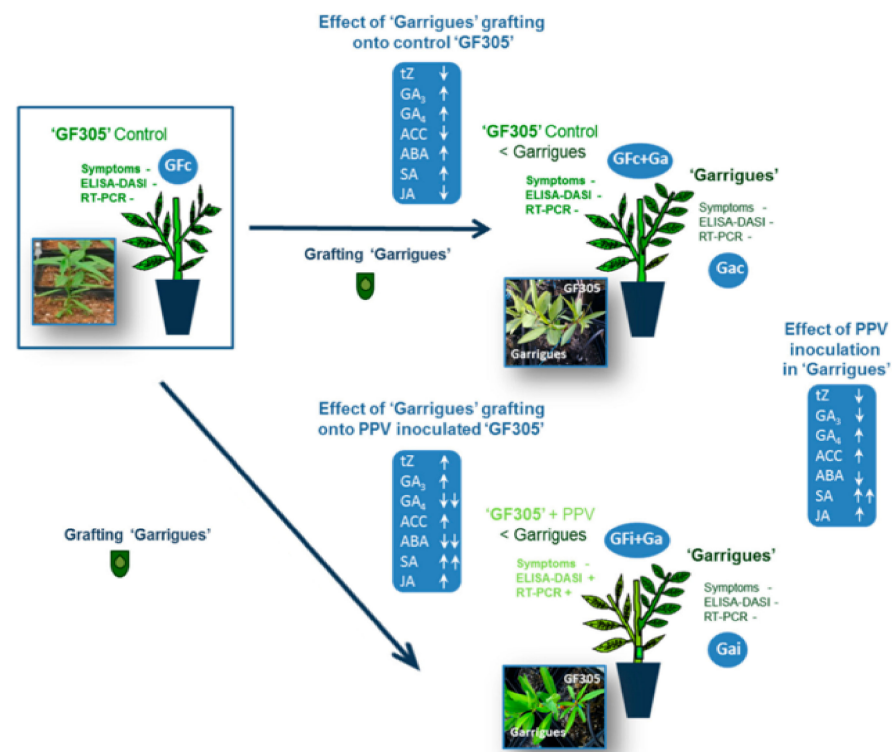 Effect of ‘Garrigues’ grafting
onto control ‘GF305’
tZ ↓
GA3 ↑
GA4 ↑
ACC ↓
ABA ↑
SA ↑
JA ↓
‘GF305’ Control
GFc
Symptoms -
ELISA-DASI -
RT-PCR -
Grafting ‘Garrigues’
‘GF305’ Control
< Garrigues
GFc+Ga
Symptoms -
ELISA-DASI -
RT-PCR -
‘Garrigues’
Symptoms -
ELISA-DASI -
RT-PCR -
Gac
GF305
Garrigues
Effect of PPV
inoculation
in ‘Garrigues’
tZ ↓
GA3 ↓
GA4 ↑
ACC ↑
ABA ↓
SA ↑↑
JA ↑
Effect of ‘Garrigues’ grafting
onto PPV inoculated ‘GF305’
tZ ↑
GA3 ↑
GA4 ↓↓
ACC ↑
ABA ↓↓
SA ↑↑
JA ↑
Grafting ‘Garrigues’
‘GF305’ + PPV
< Garrigues
GFi+Ga
Symptoms -
ELISA-DASI +
RT-PCR +
‘Garrigues’
Symptoms -
ELISA-DASI -
RT-PCR -
Gai
GF305
Garrigues